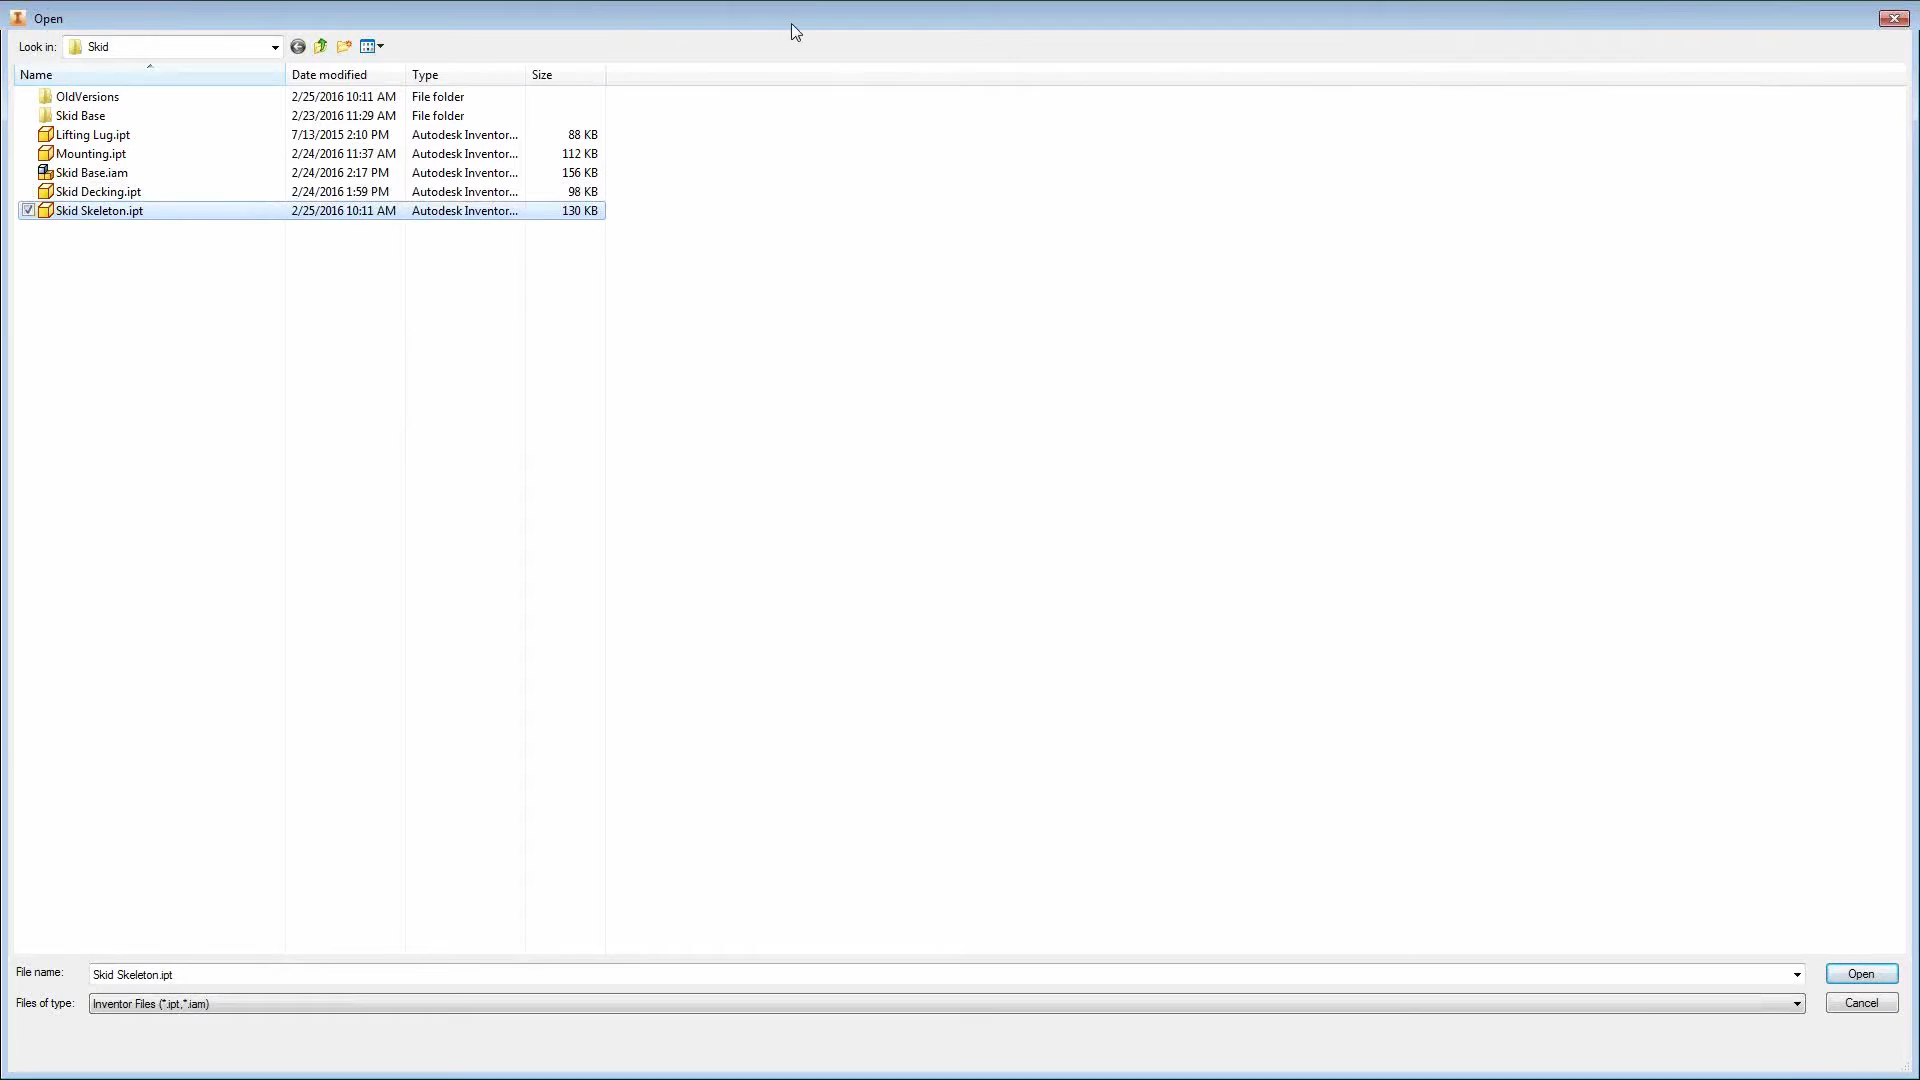 Open
Look in: Skid
Name Date modified Type Size
OldVersions 2/25/2016 10:11 AM File folder
Skid Base 2/23/2016 11:29 AM File folder
Lifting Lug.ipt 7/13/2015 2:10 PM Autodesk Inventor... 88 KB
Mounting.ipt 2/24/2016 11:37 AM Autodesk Inventor... 112 KB
Skid Base.iam 2/24/2016 2:17 PM Autodesk Inventor... 156 KB
Skid Decking.ipt 2/24/2016 1:59 PM Autodesk Inventor... 98 KB
Skid Skeleton.ipt 2/25/2016 10:11 AM Autodesk Inventor... 130 KB
File name: Skid Skeleton.ipt Open
Files of type: Inventor Files (*.ipt,*.iam) Cancel